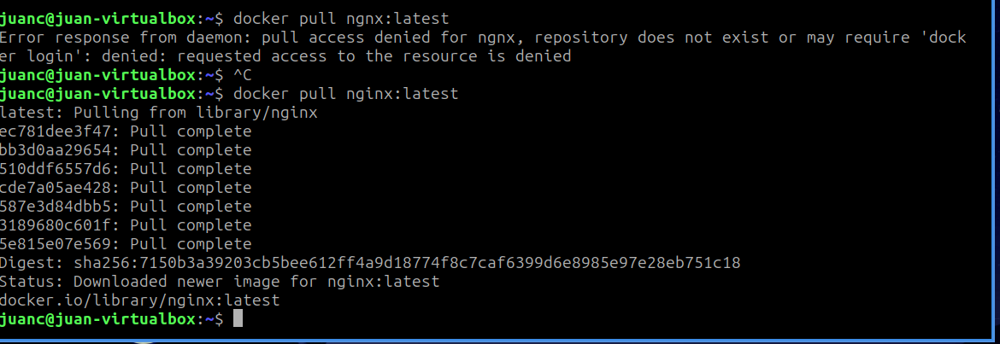 juanc@juan-virtualbox:~$ docker pull ngnx:latest
Error response from daemon: pull access denied for ngnx, repository does not exist or may require 'dock
er login': denied: requested access to the resource is denied
juanc@juan-virtualbox:~$ ^C
juanc@juan-virtualbox:~$ docker pull nginx:latest
latest: Pulling from library/nginx
ec781dee3f47: Pull complete
bb3d0aa29654: Pull complete
510ddf6557d6: Pull complete
cde7a05ae428: Pull complete
587e3d84dbb5: Pull complete
3189680c601f: Pull complete
5e815e07e569: Pull complete
Digest: sha256:7150b3a39203cb5bee612ff4a9d18774f8c7caf6399d6e8985e97e28eb751c18
Status: Downloaded newer image for nginx:latest
docker.io/library/nginx:latest
juanc@juan-virtualbox:~$